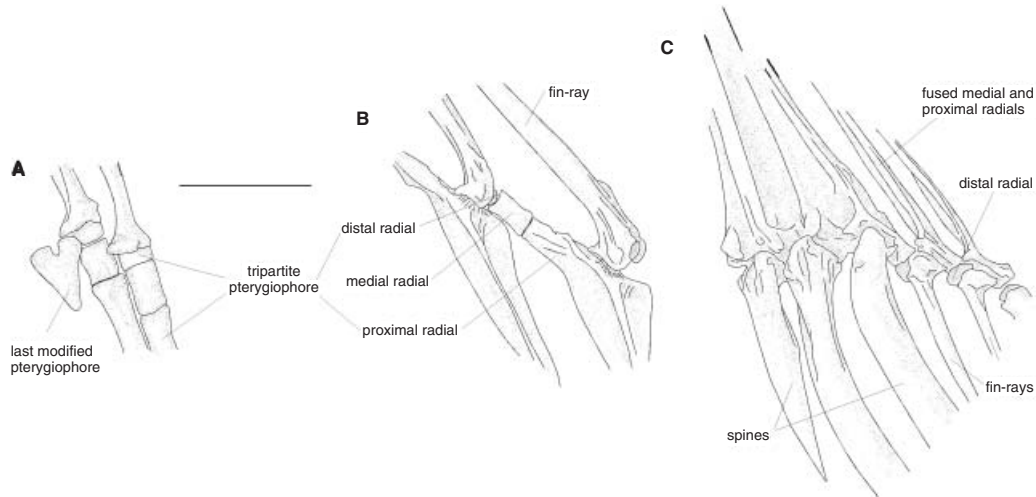 A
B
C
fin-ray
fused medial and
proximal radials
distal radial
distal radial
tripartite
pterygiophore
medial radial
proximal radial
last modified
pterygiophore
fin-rays
spines